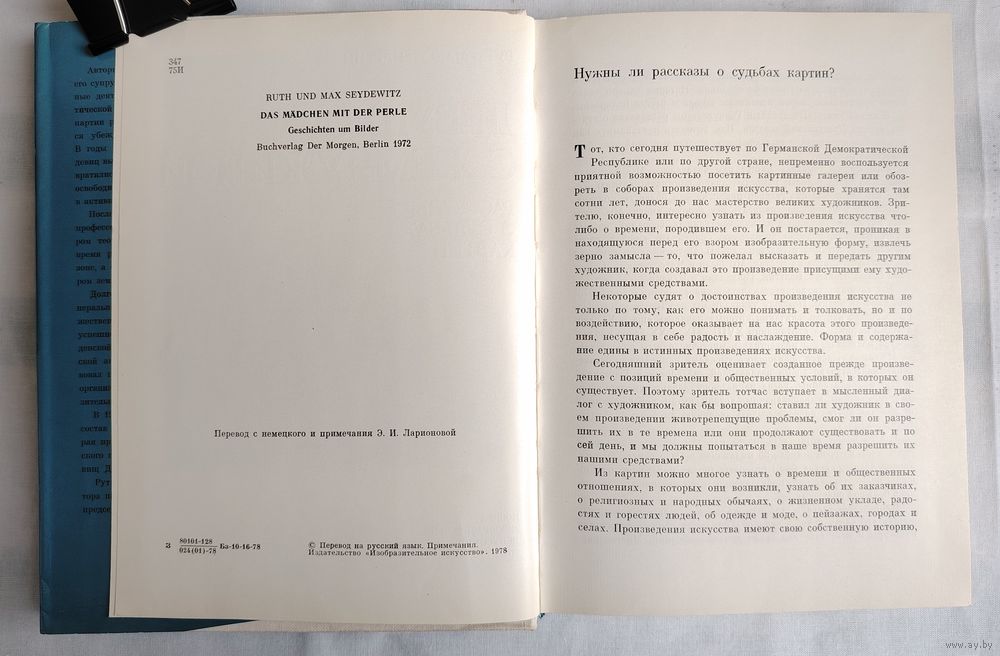 347
75И
RUTH UND MAX SEYDEWITZ
DAS MÄDCHEN MIT DER PERLE
Geschichten um Bilder
Buchverlag Der Morgen, Berlin 1972
Перевод с немецкого и примечания Э. И. Ларионовой
З 80101-128
024(01)-78 Бз-10-16-78
© Перевод на русский язык. Примечания.
Издательство «Изобразительное искусство». 1978
Нужны ли рассказы о судьбах картин?
Тот, кто сегодня путешествует по Германской Демократической
Республике или по другой стране, непременно воспользуется
приятной возможностью посетить картинные галереи или обоз-
реть в соборах произведения искусства, которые хранятся там
сотни лет, донося до нас мастерство великих художников. Зри-
телю, конечно, интересно узнать из произведения искусства что-
либо о времени, породившем его. И он постарается, проникая в
находящуюся перед его взором изобразительную форму, извлечь
зерно замысла — то, что пожелал высказать и передать другим
художник, когда создавал это произведение присущими ему худо-
жественными средствами.
Некоторые судят о достоинствах произведения искусства не
только по тому, как его можно понимать и толковать, но и по
воздействию, которое оказывает на нас красота этого произведе-
ния, несущая в себе радость и наслаждение. Форма и содержа-
ние едины в истинных произведениях искусства.
Сегодняшний зритель оценивает созданное прежде произве-
дение с позиций времени и общественных условий, в которых он
существует. Поэтому зритель тотчас вступает в мысленный диа-
лог с художником, как бы вопрошая: ставил ли художник в сво-
ем произведении животрепещущие проблемы, смог ли он разре-
шить их в те времена или они продолжают существовать и по
сей день, и мы должны попытаться в наше время разрешить их
нашими средствами?
Из картин можно многое узнать о времени и общественных
отношениях, в которых они возникли, узнать об их заказчиках,
о религиозных и народных обычаях, о жизненном укладе, радо-
стях и горестях людей, об одежде и моде, о пейзажах, городах и
селах. Произведения искусства имеют свою собственную историю,
www.ay.by